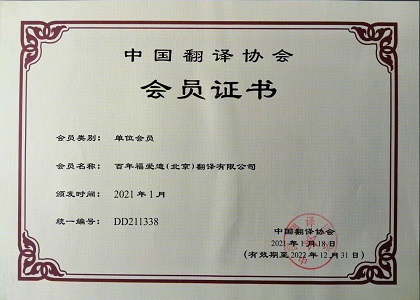 中国翻译协会
会员证书
会员类别： 单位会员
会员名称： 百年福爱道(北京)翻译有限公司
颁发时间： 2021年1月
统一编号： DD211338
中国翻译协会
2021年1月18日
(有效期至2022年12月31日)